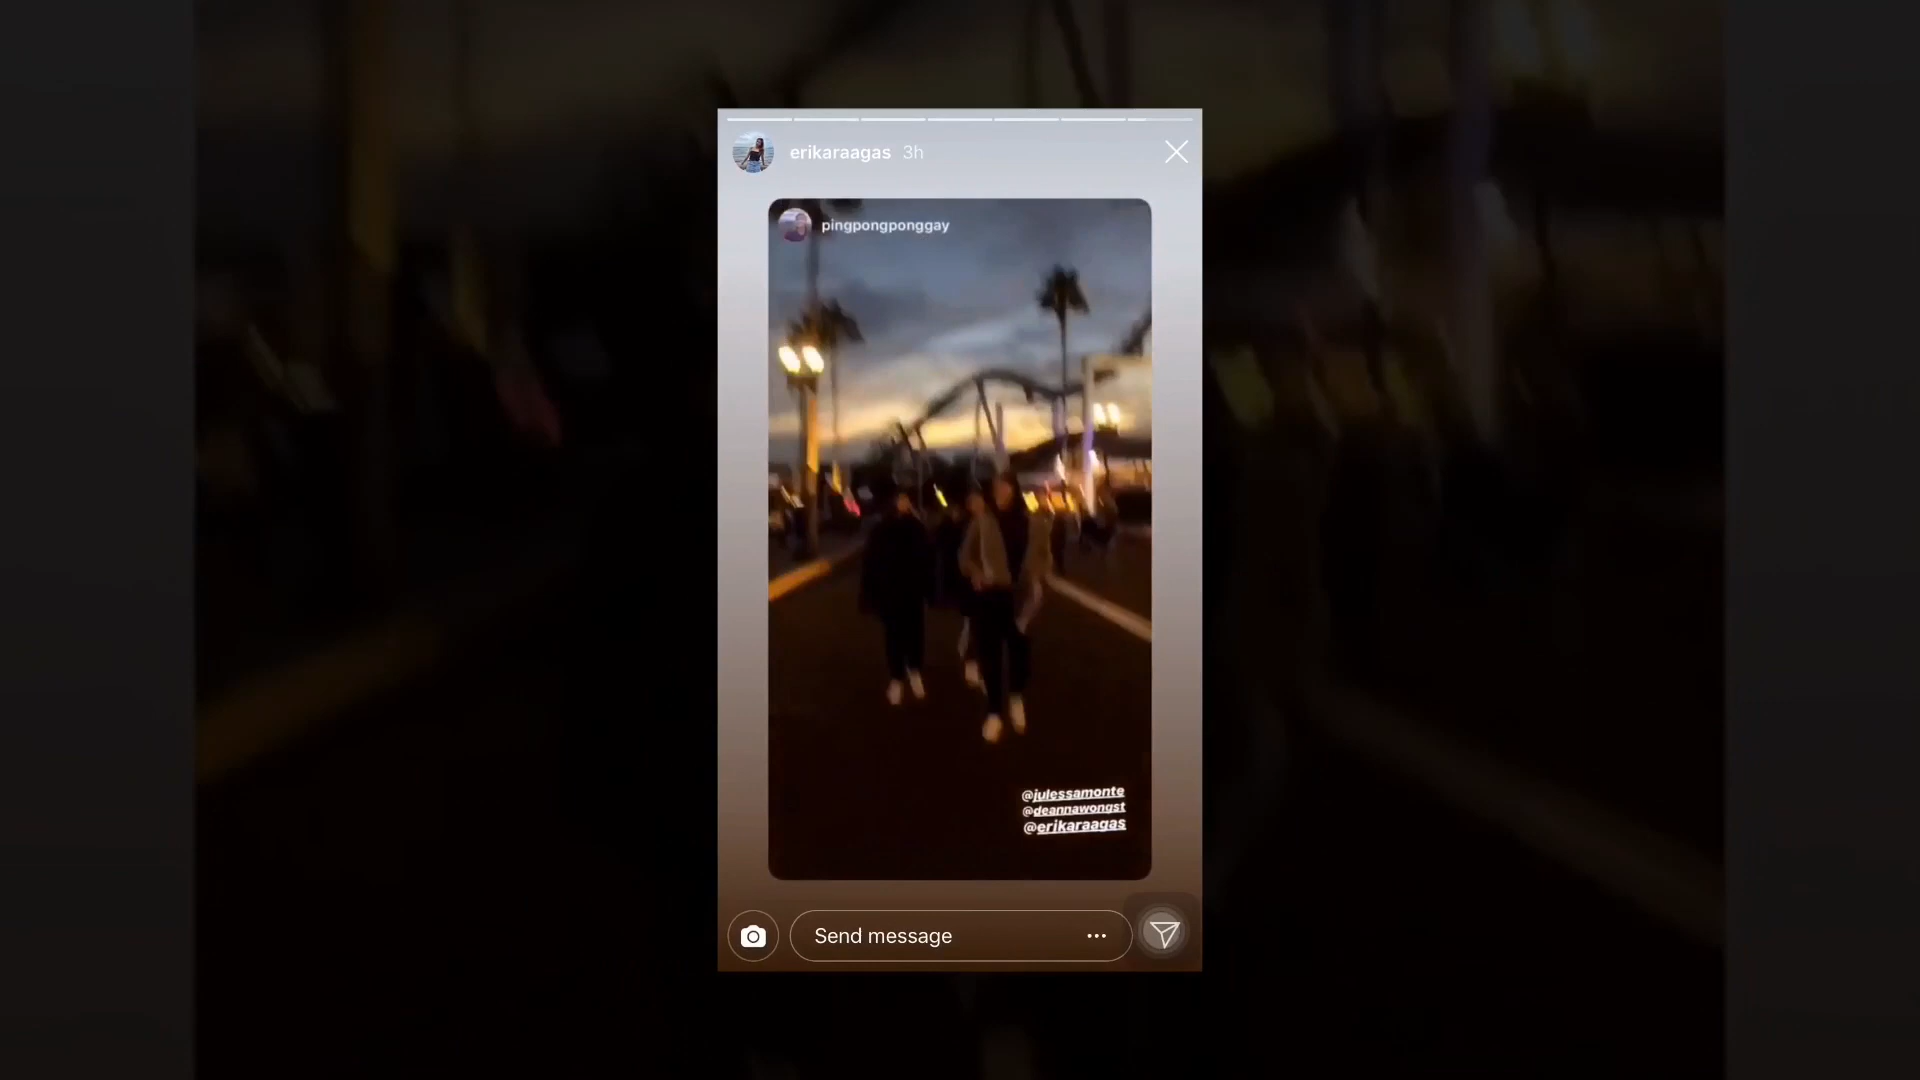 erikaraagas 3h
pingpongponggay
@julessamonte
@deannawongst
@erikaraagas
Send message